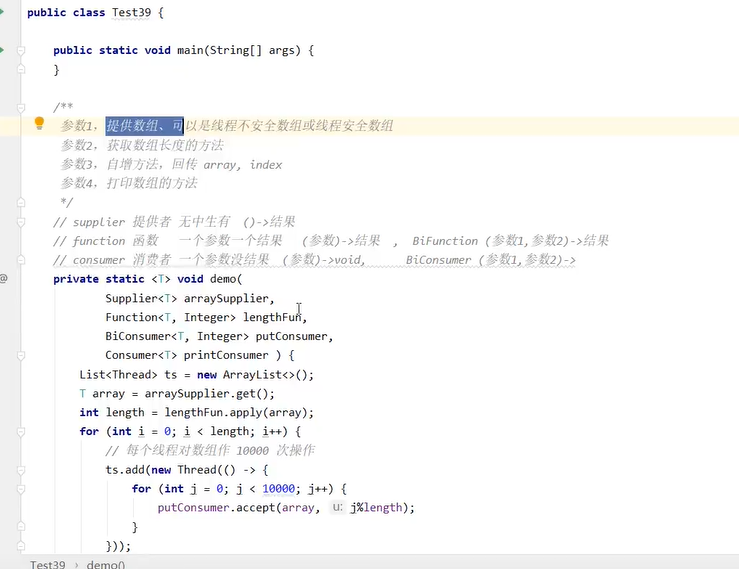 public class Test39 {
public static void main(String[] args) {
}
/**
参数1，提供数组、可以是线程不安全数组或线程安全数组
参数2，获取数组长度的方法
参数3，自增方法，回传 array, index
参数4，打印数组的方法
*/
// supplier 提供者 无中生有 ()->结果
// function 函数 一个参数一个结果 (参数)->结果 , BiFunction (参数1,参数2)->结果
// consumer 消费者 一个参数没结果 (参数)->void, BiConsumer (参数1,参数2)->
private static <T> void demo(
Supplier<T> arraySupplier,
Function<T, Integer> lengthFun,
BiConsumer<T, Integer> putConsumer,
Consumer<T> printConsumer ) {
List<Thread> ts = new ArrayList<>();
T array = arraySupplier.get();
int length = lengthFun.apply(array);
for (int i = 0; i < length; i++) {
// 每个线程对数组作 10000 次操作
ts.add(new Thread(() -> {
for (int j = 0; j < 10000; j++) {
putConsumer.accept(array, u: j%length);
}
}));
Test39 › demo()